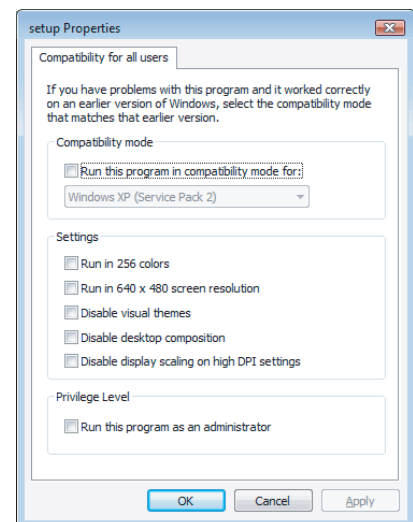 setup Properties
Compatibility for all users
If you have problems with this program and it worked correctly
on an earlier version of Windows, select the compatibility mode
that matches that earlier version.
Compatibility mode
Run this program in compatibility mode for:
Windows XP (Service Pack 2)
Settings
Run in 256 colors
Run in 640 x 480 screen resolution
Disable visual themes
Disable desktop composition
Disable display scaling on high DPI settings
Privilege Level
Run this program as an administrator
OK Cancel Apply